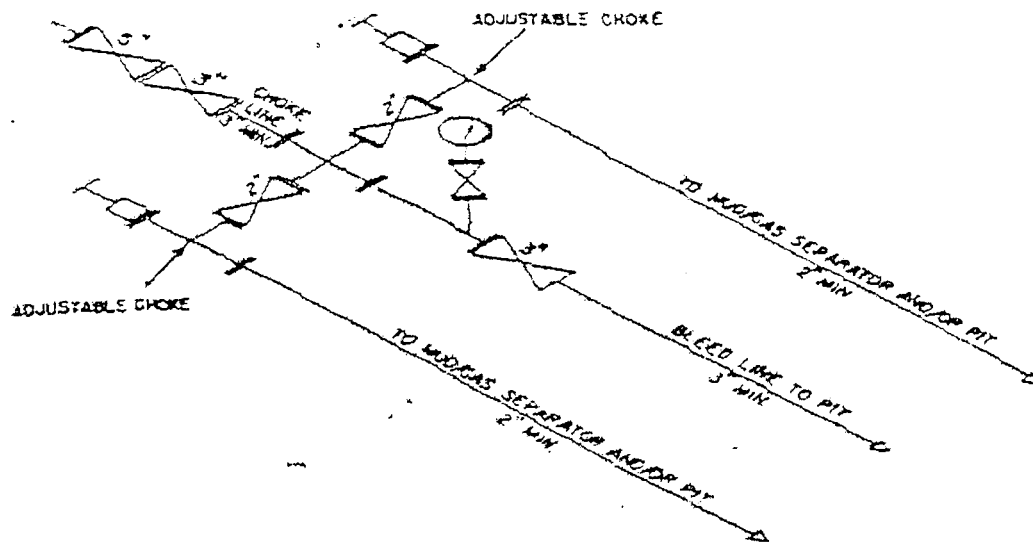 ADJUSTABLE CHOKE
3"
CHOKE
LINE
3" MIN
2"
2"
3"
ADJUSTABLE CHOKE
TO MUD/GAS SEPARATOR AND/OR PIT
2" MIN
BLEED LINE TO PIT
3" MIN
TO MUD/GAS SEPARATOR AND/OR PIT
2" MIN.